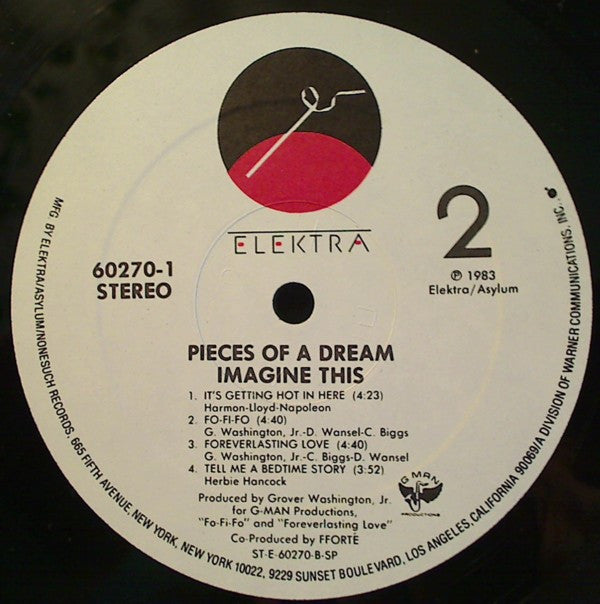 ELEKTRA
2
60270-1
STEREO
℗ 1983
Elektra/Asylum
PIECES OF A DREAM
IMAGINE THIS
1. IT'S GETTING HOT IN HERE (4:23)
Harmon-Lloyd-Napoleon
2. FO-FI-FO (4:40)
G. Washington, Jr.-D. Wansel-C. Biggs
3. FOREVERLASTING LOVE (4:40)
G. Washington, Jr.-C. Biggs-D. Wansel
4. TELL ME A BEDTIME STORY (3:52)
Herbie Hancock
Produced by Grover Washington, Jr.
for G-MAN Productions,
"Fo-Fi-Fo" and "Foreverlasting Love"
Co-Produced by FFORTE
ST-E-60270-B-SP
G-MAN
PRODUCTIONS
MFG. BY ELEKTRA/ASYLUM/NONESUCH RECORDS, 665 FIFTH AVENUE, NEW YORK, NEW YORK 10022, 9229 SUNSET BOULEVARD, LOS ANGELES, CALIFORNIA 90069/A DIVISION OF WARNER COMMUNICATIONS, INC.